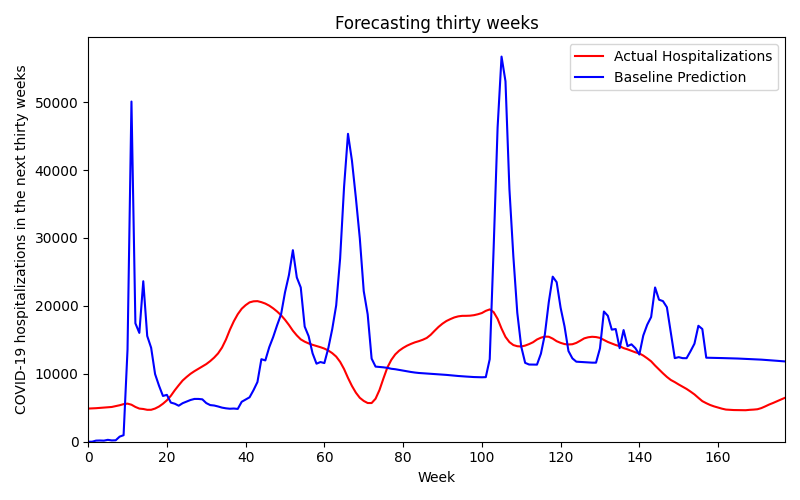 Forecasting thirty weeks
COVID-19 hospitalizations in the next thirty weeks
50000
40000
30000
20000
10000
0
Actual Hospitalizations
Baseline Prediction
0 20 40 60 80 100 120 140 160
Week